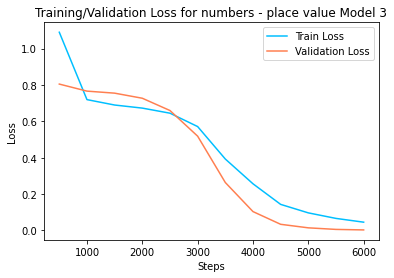 Training/Validation Loss for numbers - place value Model 3
Train Loss
Validation Loss
Loss
1.0
0.8
0.6
0.4
0.2
0.0
1000 2000 3000 4000 5000 6000
Steps